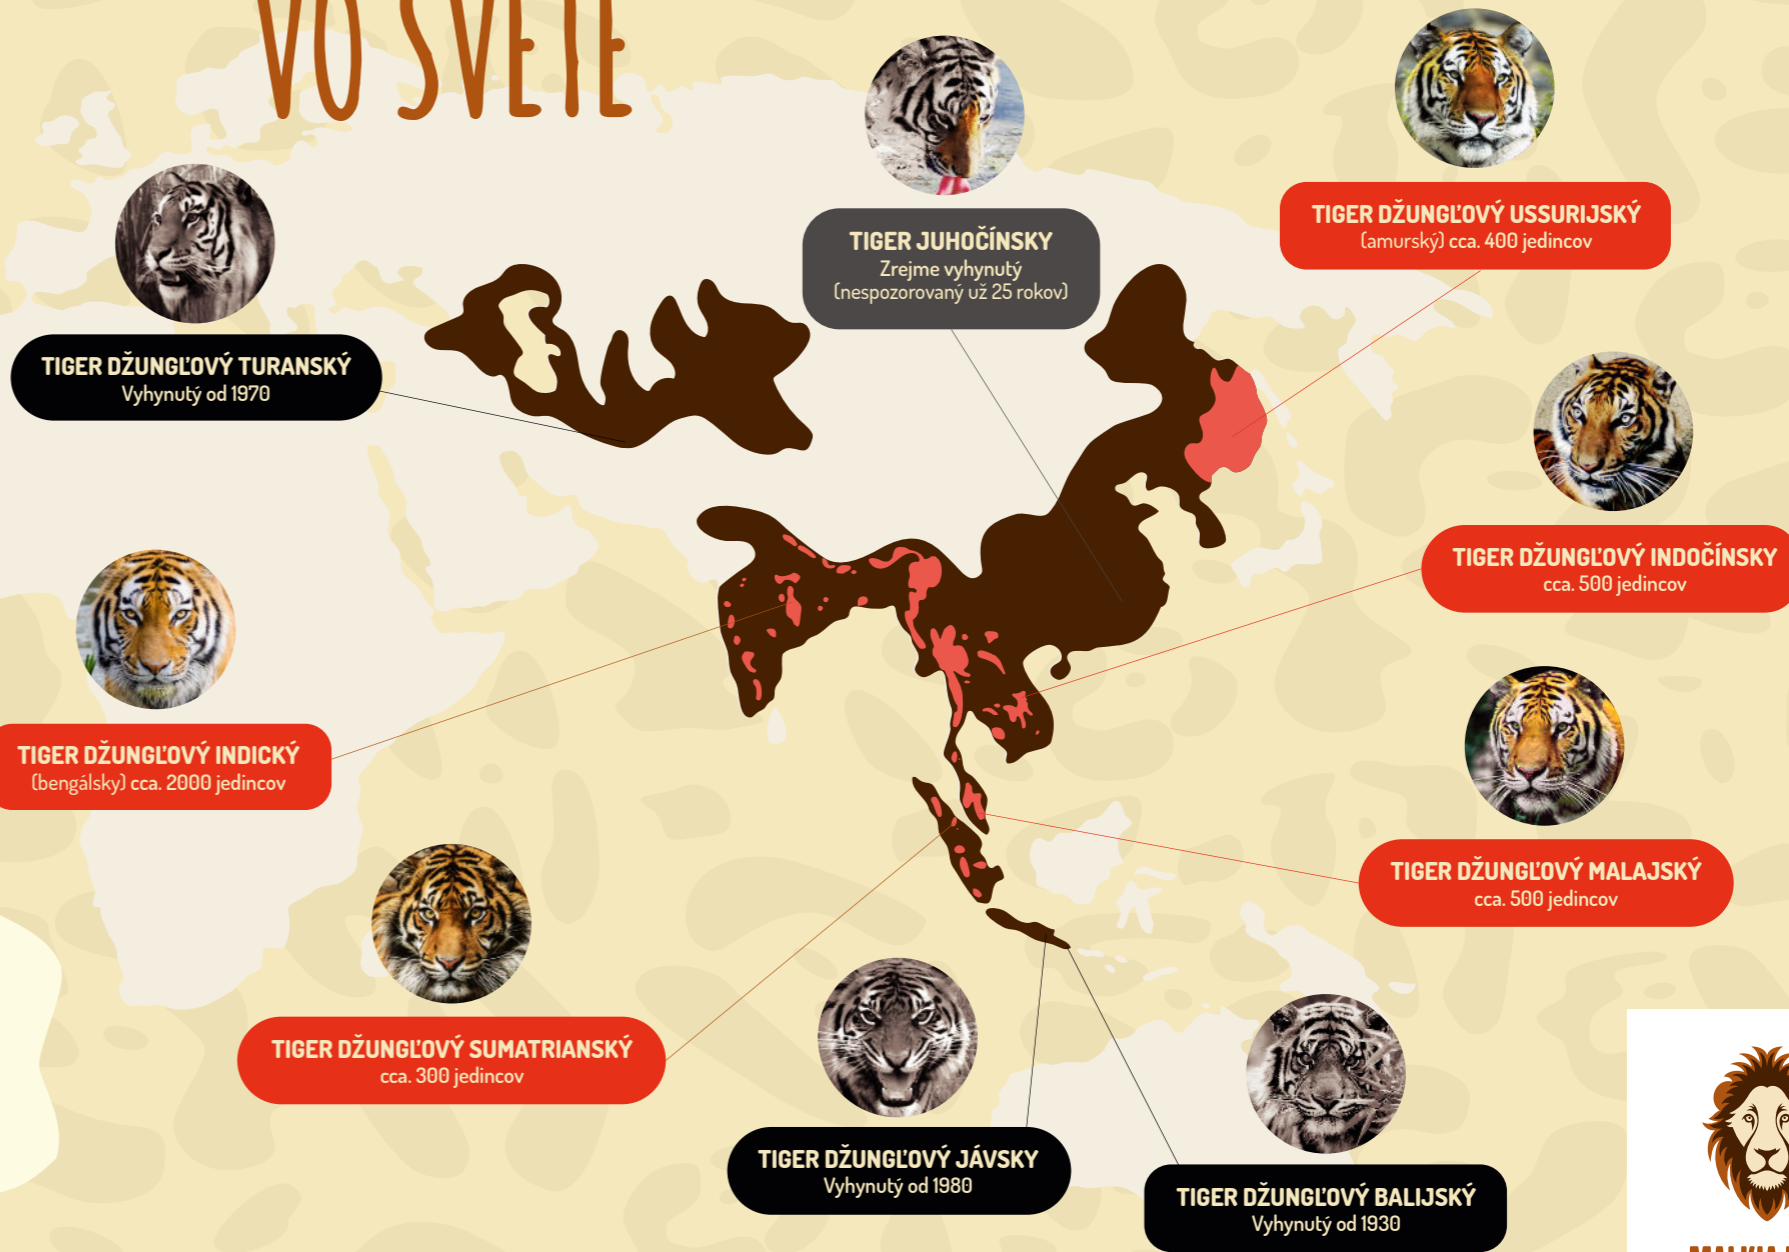 VO SVETE
TIGER JUHOČÍNSKY
Zrejme vyhynutý
(nespozorovaný už 25 rokov)
TIGER DŽUNGĽOVÝ USSURIJSKÝ
(amurský) cca. 400 jedincov
TIGER DŽUNGĽOVÝ TURANSKÝ
Vyhynutý od 1970
TIGER DŽUNGĽOVÝ INDOČÍNSKY
cca. 500 jedincov
TIGER DŽUNGĽOVÝ INDICKÝ
(bengálsky) cca. 2000 jedincov
TIGER DŽUNGĽOVÝ MALAJSKÝ
cca. 500 jedincov
TIGER DŽUNGĽOVÝ SUMATRIANSKÝ
cca. 300 jedincov
TIGER DŽUNGĽOVÝ JÁVSKY
Vyhynutý od 1980
TIGER DŽUNGĽOVÝ BALIJSKÝ
Vyhynutý od 1930